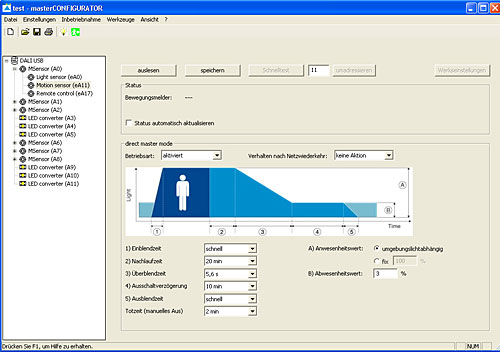 test - masterCONFIGURATOR
Datei Einstellungen Inbetriebnahme Werkzeuge Ansicht ?
DALI USB
MSensor (A0)
Light sensor (eA0)
Motion sensor (eA11)
Remote control (eA17)
MSensor (A1)
MSensor (A2)
LED converter (A3)
LED converter (A4)
LED converter (A5)
MSensor (A6)
MSensor (A7)
MSensor (A8)
LED converter (A9)
LED converter (A10)
LED converter (A11)
auslesen speichern Schnelltest 11 umadressieren Werkseinstellungen
Status
Bewegungsmelder: ---
Status automatisch aktualisieren
direct master mode
Betriebsart: aktiviert Verhalten nach Netzwiederkehr: keine Aktion
Light
A
B
Time
1 2 3 4 5
1) Einblendzeit schnell A) Anwesenheitswert: umgebungslichtabhängig
2) Nachlaufzeit 20 min fix 100 %
3) Überblendzeit 5,6 s B) Abwesenheitswert: 3 %
4) Ausschaltverzögerung 10 min
5) Ausblendzeit schnell
Totzeit (manuelles Aus) 2 min
Drücken Sie F1, um Hilfe zu erhalten. NUM